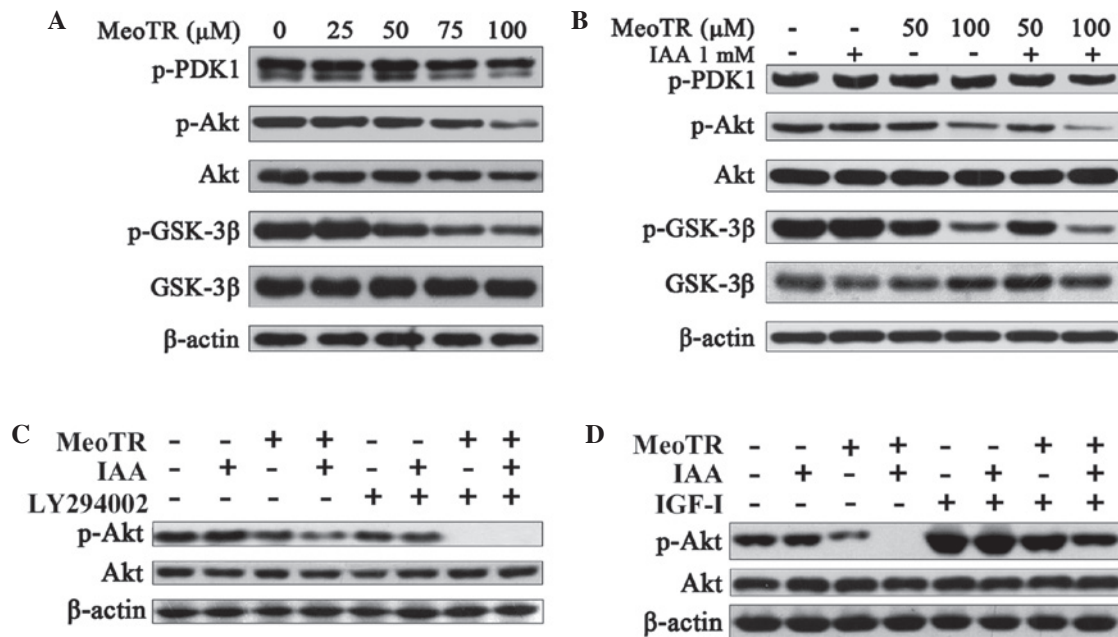 A
MeoTR (µM) 0 25 50 75 100
p-PDK1
p-Akt
Akt
p-GSK-3β
GSK-3β
β-actin
B
MeoTR (µM) - - 50 100 50 100
IAA 1 mM - + - - + +
p-PDK1
p-Akt
Akt
p-GSK-3β
GSK-3β
β-actin
C
MeoTR - - + + - - + +
IAA - + - + - + - +
LY294002 - - - - + + + +
p-Akt
Akt
β-actin
D
MeoTR - - + + - - + +
IAA - + - + - + - +
IGF-I - - - - + + + +
p-Akt
Akt
β-actin